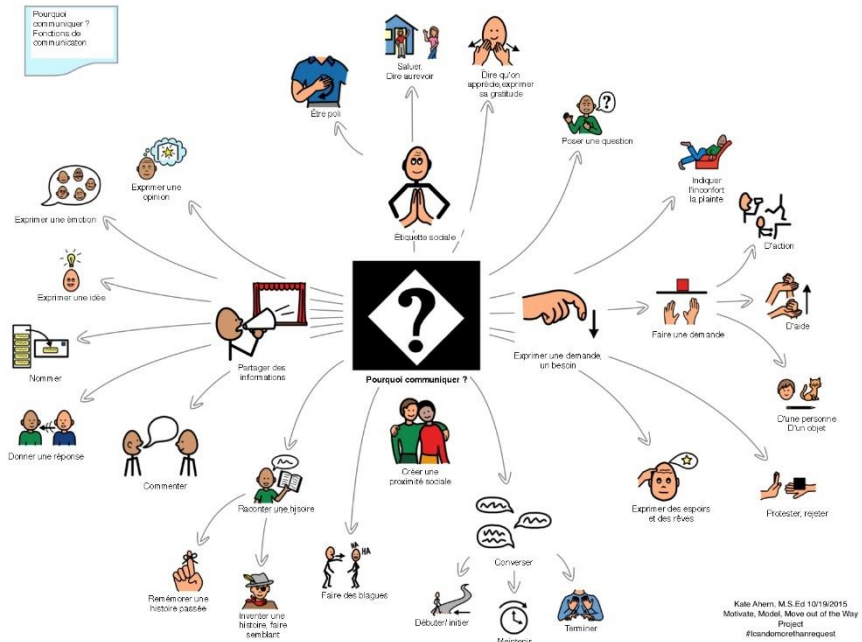 Pourquoi
communiquer ?
Fonctions de
communicaton
Être poli
Saluer,
Dire aurevoir
Dire qu'on
apprécie,exprimer
sa gratitude
Poser une question
Indiquer
l'inconfort
la plainte
Exprimer une
opinion
Exprimer une émotion
Étiquette sociale
D'action
Exprimer une idée
Faire une demande
D'aide
Exprimer une demande,
un besoin
Nommer
Partager des
informations
Pourquoi communiquer ?
D'une personne
D'un objet
Donner une réponse
Commenter
Créer une
proximité sociale
Raconter une hjsoire
Exprimer des espoirs
et des rêves
Protester, rejeter
Converser
HA
HA
Remémorer une
histoire passée
Inventer une
histoire, faire
semblant
Faire des blagues
Débuter/ initier
Maintenir
Terminer
Kate Ahern, M.S.Ed 10/19/2015
Motivate, Model, Move out of the Way
Project
#Icandomorethanrequest